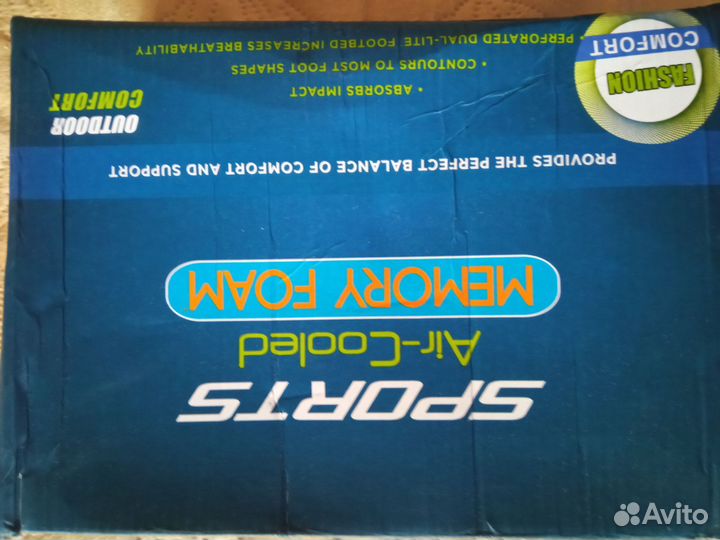 SPORTS
Air-Cooled
MEMORY FOAM
PROVIDES THE PERFECT BALANCE OF COMFORT AND SUPPORT
• ABSORBS IMPACT
• CONTOURS TO MOST FOOT SHAPES
• PERFORATED DUAL-LITE FOOTBED INCREASES BREATHABILITY
FASHION
COMFORT
OUTDOOR
COMFORT
Avito